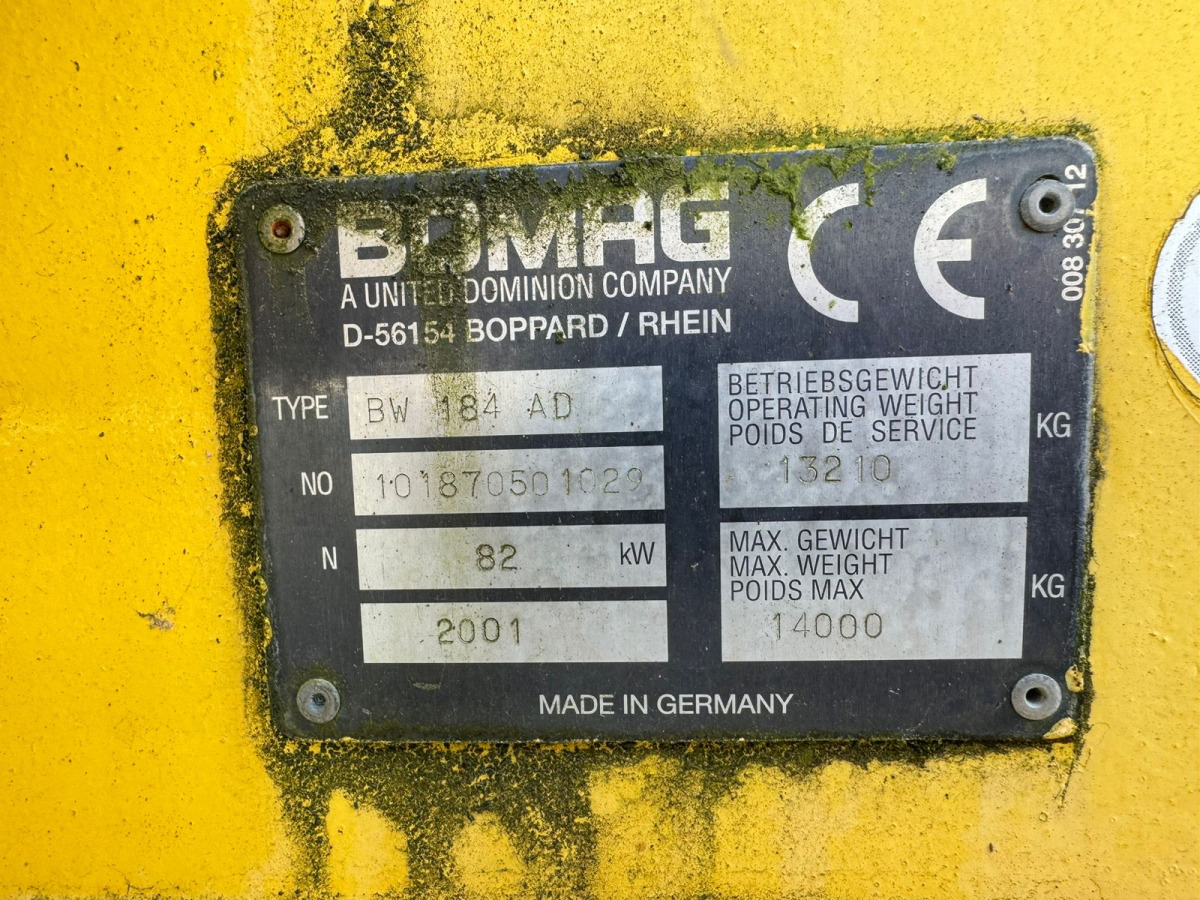 BOMAG
A UNITED DOMINION COMPANY
D-56154 BOPPARD / RHEIN
CE
008 30
12
TYPE BW 184 AD
NO 101870501029
N 82 kW
2001
BETRIEBSGEWICHT
OPERATING WEIGHT
POIDS DE SERVICE
13210 KG
MAX. GEWICHT
MAX. WEIGHT
POIDS MAX
14000 KG
MADE IN GERMANY